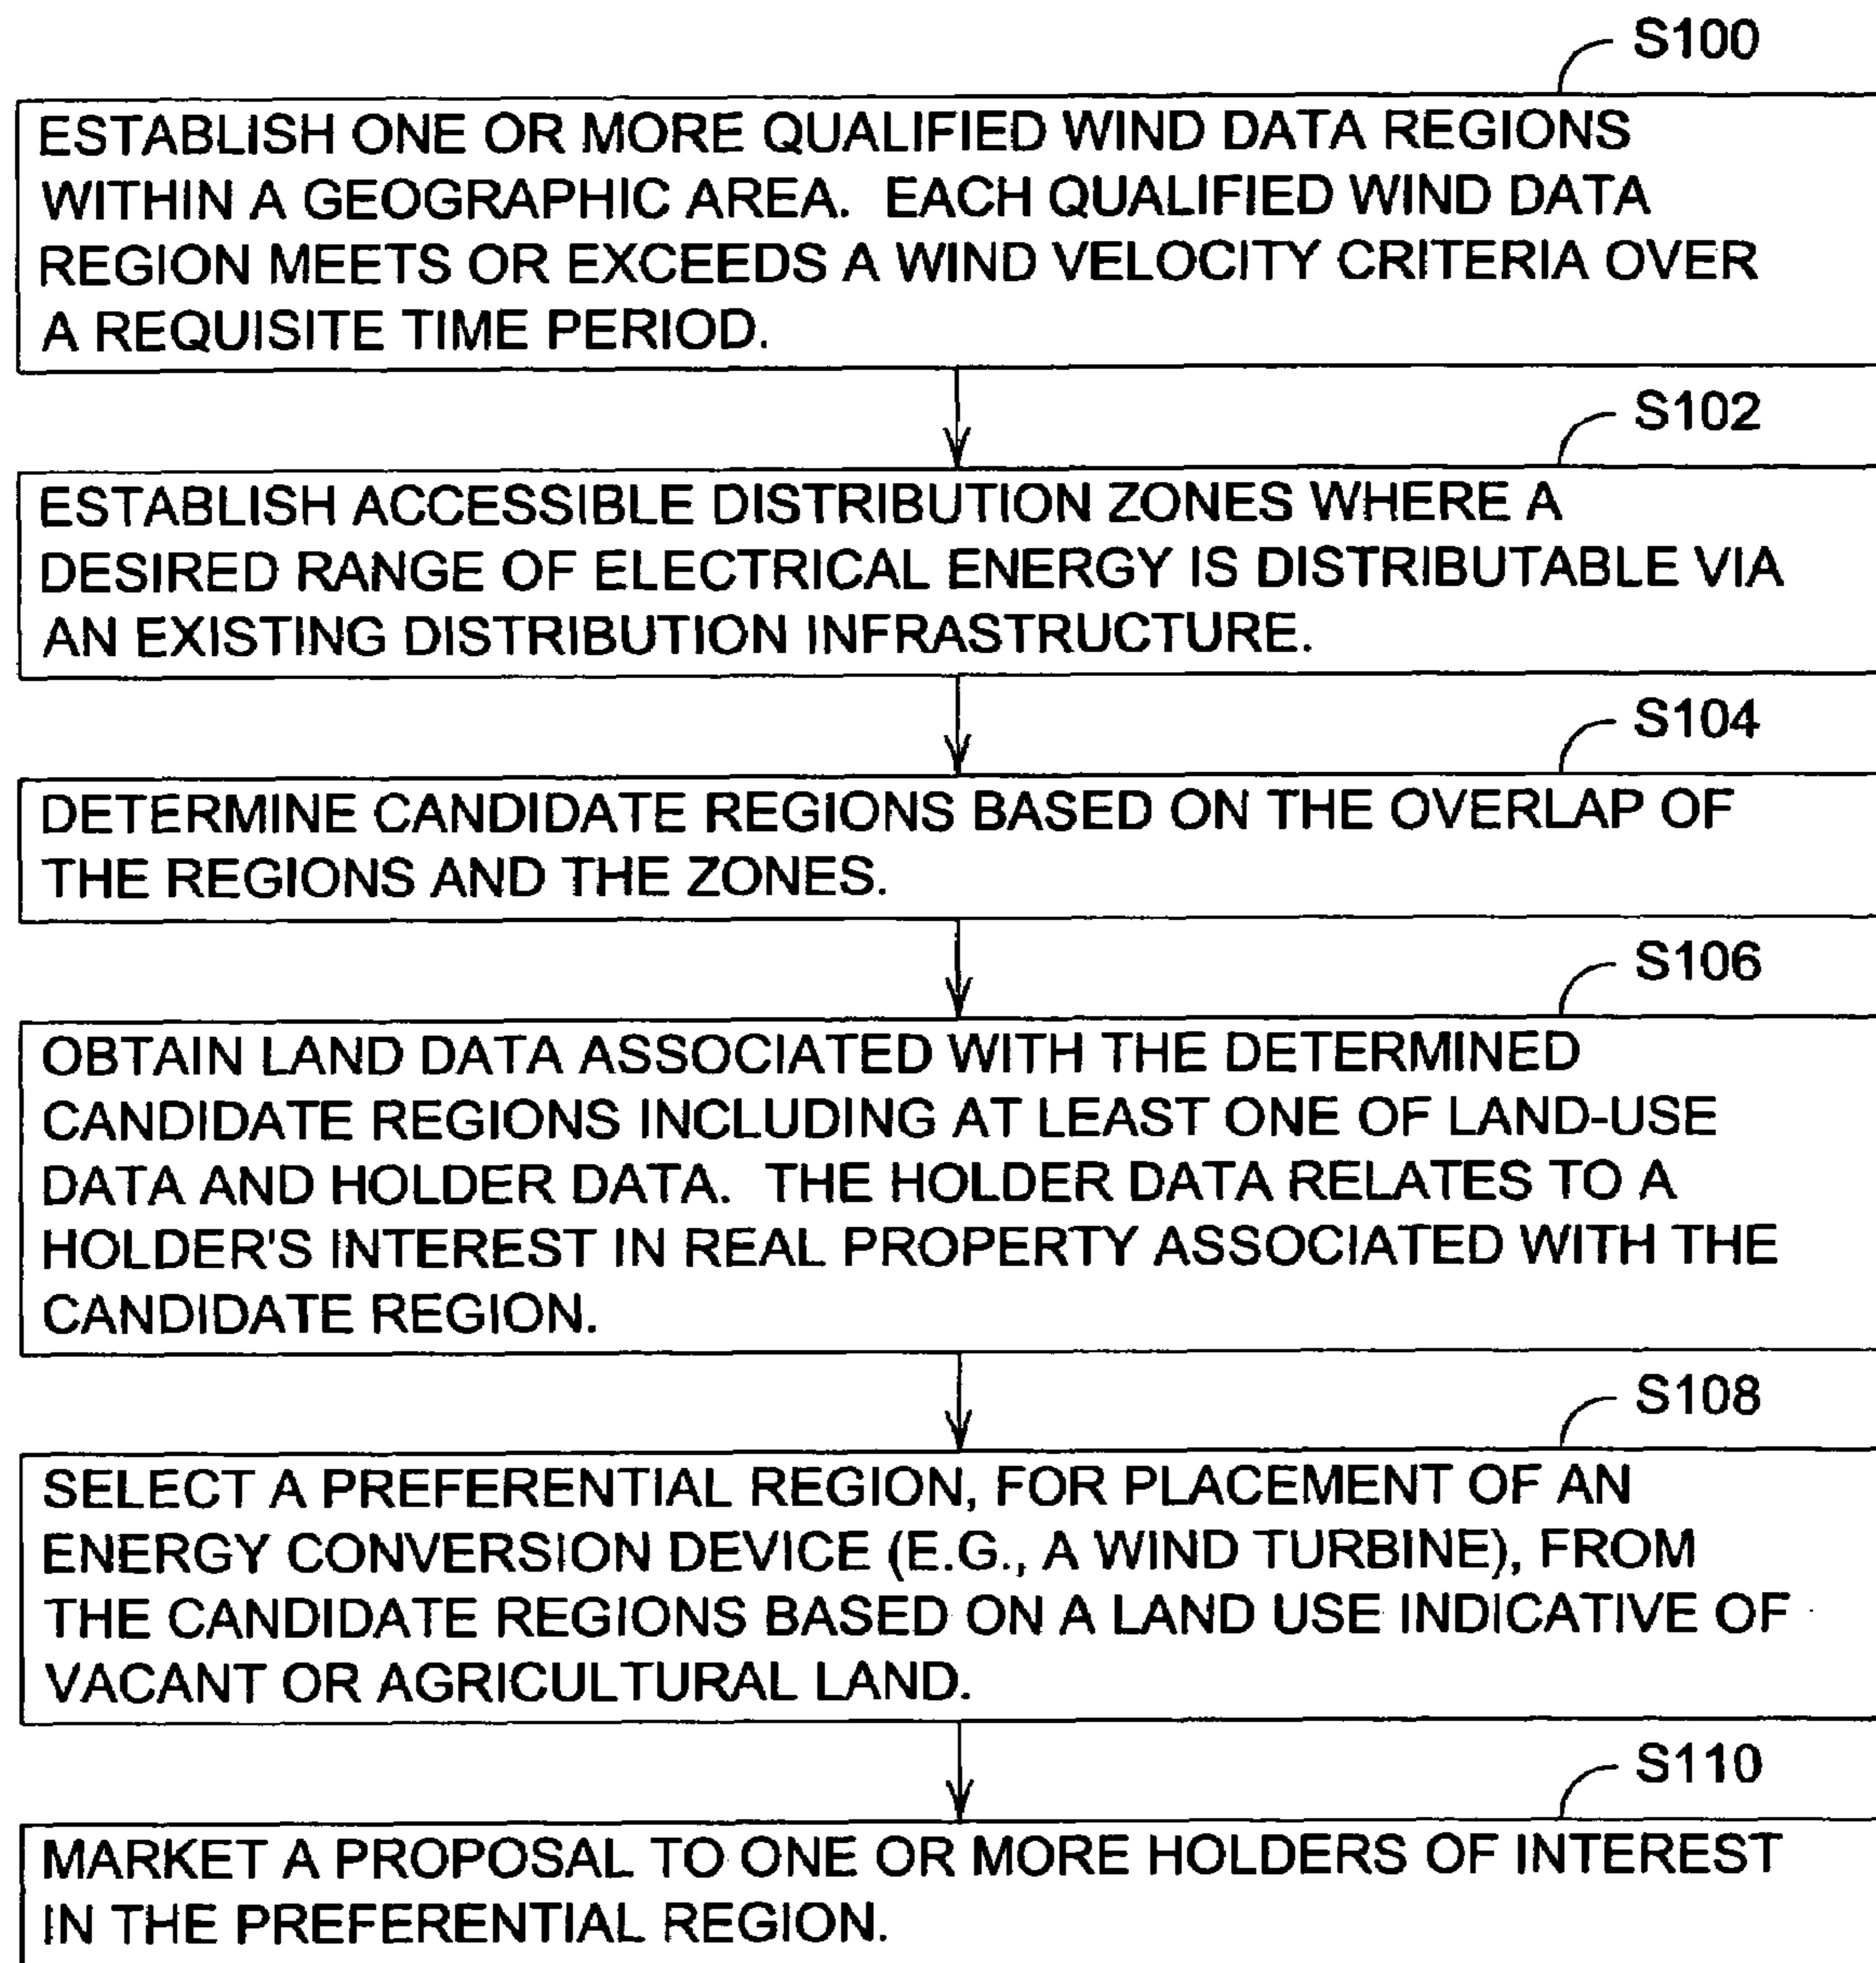 S100
ESTABLISH ONE OR MORE QUALIFIED WIND DATA REGIONS
WITHIN A GEOGRAPHIC AREA. EACH QUALIFIED WIND DATA
REGION MEETS OR EXCEEDS A WIND VELOCITY CRITERIA OVER
A REQUISITE TIME PERIOD.
S102
ESTABLISH ACCESSIBLE DISTRIBUTION ZONES WHERE A
DESIRED RANGE OF ELECTRICAL ENERGY IS DISTRIBUTABLE VIA
AN EXISTING DISTRIBUTION INFRASTRUCTURE.
S104
DETERMINE CANDIDATE REGIONS BASED ON THE OVERLAP OF
THE REGIONS AND THE ZONES.
S106
OBTAIN LAND DATA ASSOCIATED WITH THE DETERMINED
CANDIDATE REGIONS INCLUDING AT LEAST ONE OF LAND-USE
DATA AND HOLDER DATA. THE HOLDER DATA RELATES TO A
HOLDER'S INTEREST IN REAL PROPERTY ASSOCIATED WITH THE
CANDIDATE REGION.
S108
SELECT A PREFERENTIAL REGION, FOR PLACEMENT OF AN
ENERGY CONVERSION DEVICE (E.G., A WIND TURBINE), FROM
THE CANDIDATE REGIONS BASED ON A LAND USE INDICATIVE OF
VACANT OR AGRICULTURAL LAND.
S110
MARKET A PROPOSAL TO ONE OR MORE HOLDERS OF INTEREST
IN THE PREFERENTIAL REGION.